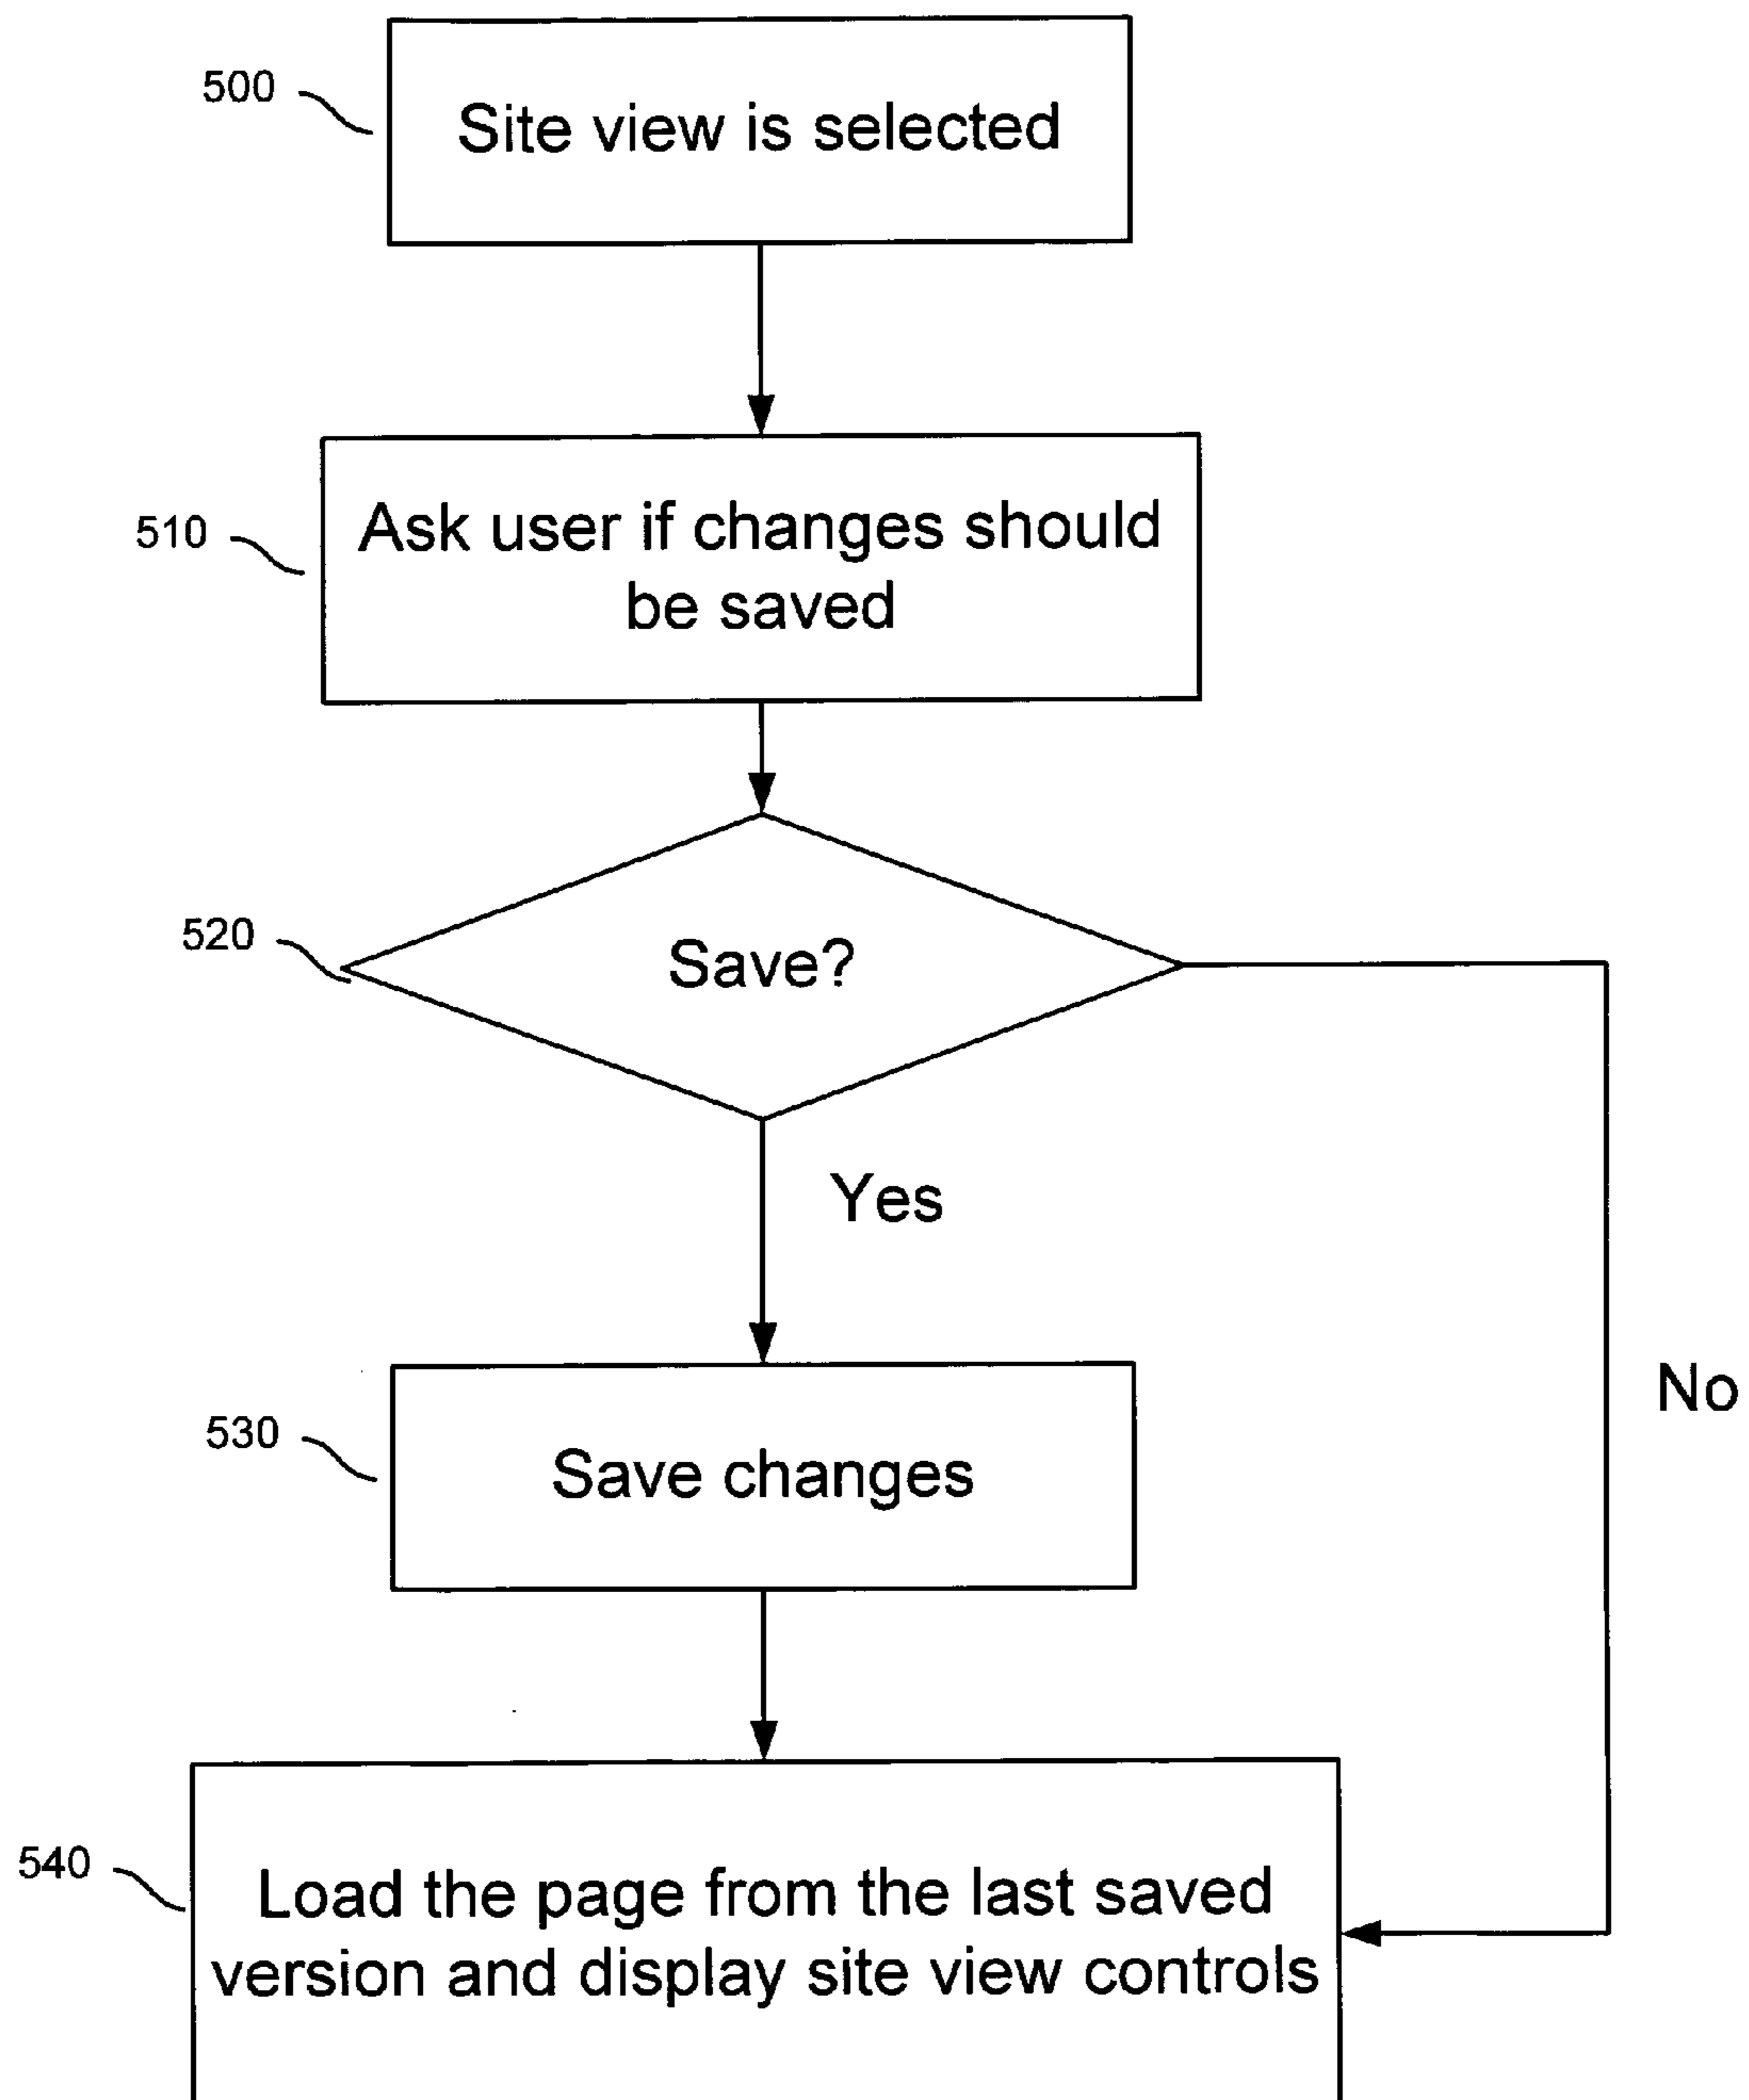 500
Site view is selected
510
Ask user if changes should
be saved
520
Save?
Yes
No
530
Save changes
540
Load the page from the last saved
version and display site view controls